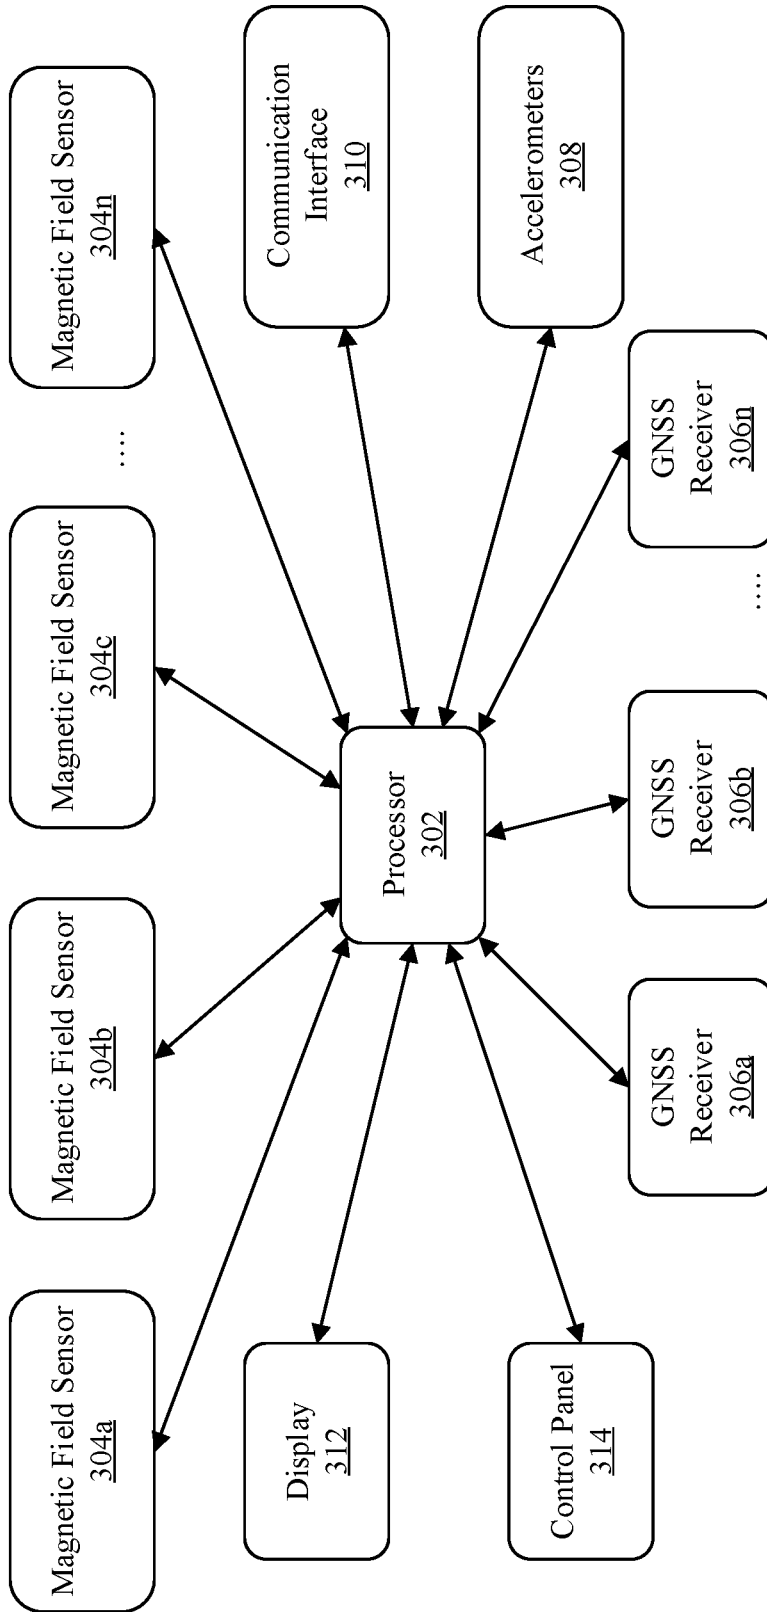 Magnetic Field Sensor
304a
Magnetic Field Sensor
304b
Magnetic Field Sensor
304c
....
Magnetic Field Sensor
304n
Display
312
Processor
302
Communication
Interface
310
Control Panel
314
Accelerometers
308
GNSS
Receiver
306a
GNSS
Receiver
306b
....
GNSS
Receiver
306n